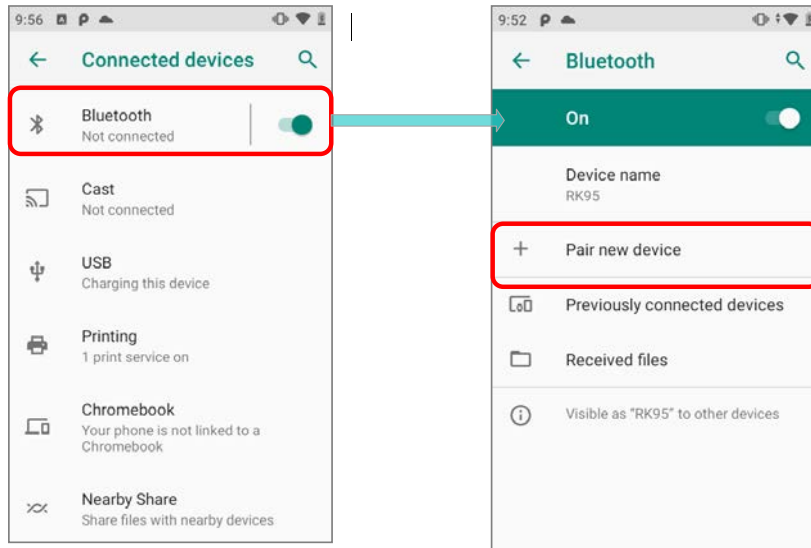 9:56
Connected devices
Bluetooth
Not connected
Cast
Not connected
USB
Charging this device
Printing
1 print service on
Chromebook
Your phone is not linked to a
Chromebook
Nearby Share
Share files with nearby devices
9:52
Bluetooth
On
Device name
RK95
Pair new device
Previously connected devices
Received files
Visible as "RK95" to other devices